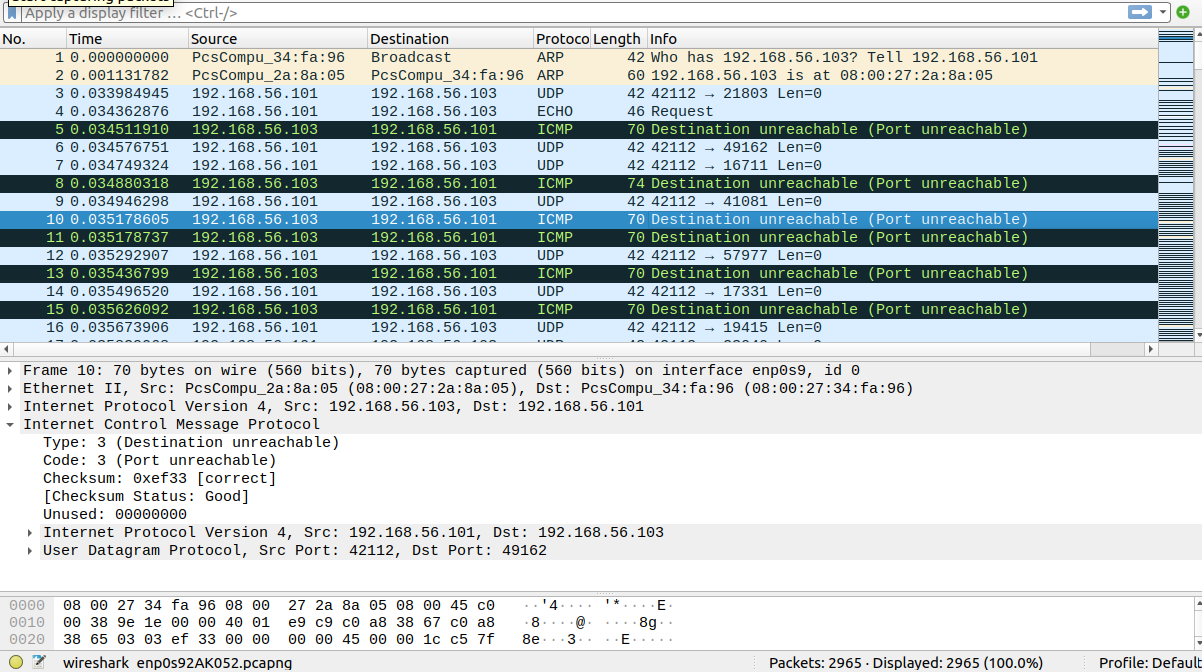 Start capturing packets
Apply a display filter … <Ctrl-/>
No. Time Source Destination Protoco Length Info
1 0.000000000 PcsCompu_34:fa:96 Broadcast ARP 42 Who has 192.168.56.103? Tell 192.168.56.101
2 0.001131782 PcsCompu_2a:8a:05 PcsCompu_34:fa:96 ARP 60 192.168.56.103 is at 08:00:27:2a:8a:05
3 0.033984945 192.168.56.101 192.168.56.103 UDP 42 42112 → 21803 Len=0
4 0.034362876 192.168.56.101 192.168.56.103 ECHO 46 Request
5 0.034511910 192.168.56.103 192.168.56.101 ICMP 70 Destination unreachable (Port unreachable)
6 0.034576751 192.168.56.101 192.168.56.103 UDP 42 42112 → 49162 Len=0
7 0.034749324 192.168.56.101 192.168.56.103 UDP 42 42112 → 16711 Len=0
8 0.034880318 192.168.56.103 192.168.56.101 ICMP 74 Destination unreachable (Port unreachable)
9 0.034946298 192.168.56.101 192.168.56.103 UDP 42 42112 → 41081 Len=0
10 0.035178605 192.168.56.103 192.168.56.101 ICMP 70 Destination unreachable (Port unreachable)
11 0.035178737 192.168.56.103 192.168.56.101 ICMP 70 Destination unreachable (Port unreachable)
12 0.035292907 192.168.56.101 192.168.56.103 UDP 42 42112 → 57977 Len=0
13 0.035436799 192.168.56.103 192.168.56.101 ICMP 70 Destination unreachable (Port unreachable)
14 0.035496520 192.168.56.101 192.168.56.103 UDP 42 42112 → 17331 Len=0
15 0.035626092 192.168.56.103 192.168.56.101 ICMP 70 Destination unreachable (Port unreachable)
16 0.035673906 192.168.56.101 192.168.56.103 UDP 42 42112 → 19415 Len=0
Frame 10: 70 bytes on wire (560 bits), 70 bytes captured (560 bits) on interface enp0s9, id 0
Ethernet II, Src: PcsCompu_2a:8a:05 (08:00:27:2a:8a:05), Dst: PcsCompu_34:fa:96 (08:00:27:34:fa:96)
Internet Protocol Version 4, Src: 192.168.56.103, Dst: 192.168.56.101
Internet Control Message Protocol
Type: 3 (Destination unreachable)
Code: 3 (Port unreachable)
Checksum: 0xef33 [correct]
[Checksum Status: Good]
Unused: 00000000
Internet Protocol Version 4, Src: 192.168.56.101, Dst: 192.168.56.103
User Datagram Protocol, Src Port: 42112, Dst Port: 49162
0000 08 00 27 34 fa 96 08 00 27 2a 8a 05 08 00 45 c0 ··'4···· '*····E·
0010 00 38 9e 1e 00 00 40 01 e9 c9 c0 a8 38 67 c0 a8 ·8····@· ····8g··
0020 38 65 03 03 ef 33 00 00 00 00 45 00 00 1c c5 7f 8e···3·· ··E·····
wireshark_enp0s92AK052.pcapng Packets: 2965 · Displayed: 2965 (100.0%) Profile: Default